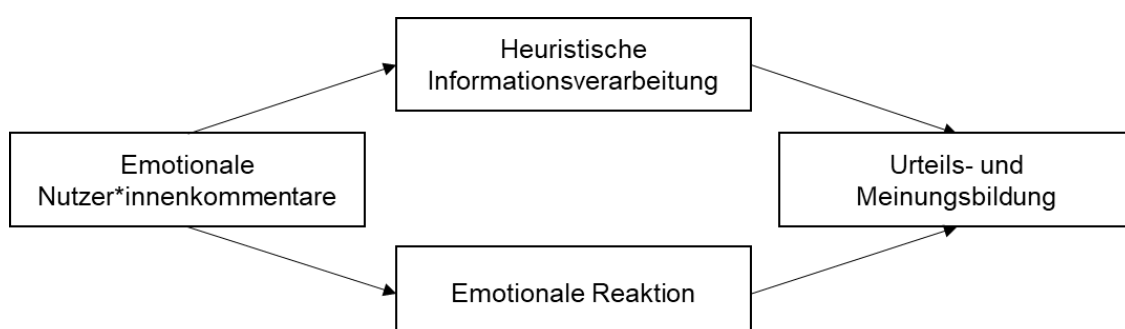 Heuristische
Informationsverarbeitung
Emotionale
Nutzer*innenkommentare
Urteils- und
Meinungsbildung
Emotionale Reaktion